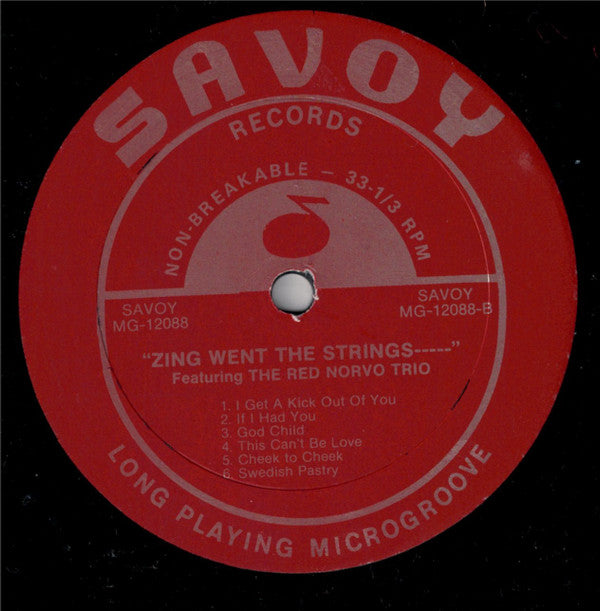 SAVOY
RECORDS
NON-BREAKABLE — 33-1/3 RPM
SAVOY
MG-12088
SAVOY
MG-12088-B
"ZING WENT THE STRINGS-----"
Featuring THE RED NORVO TRIO
1. I Get A Kick Out Of You
2. If I Had You
3. God Child
4. This Can't Be Love
5. Cheek to Cheek
6. Swedish Pastry
LONG PLAYING MICROGROOVE